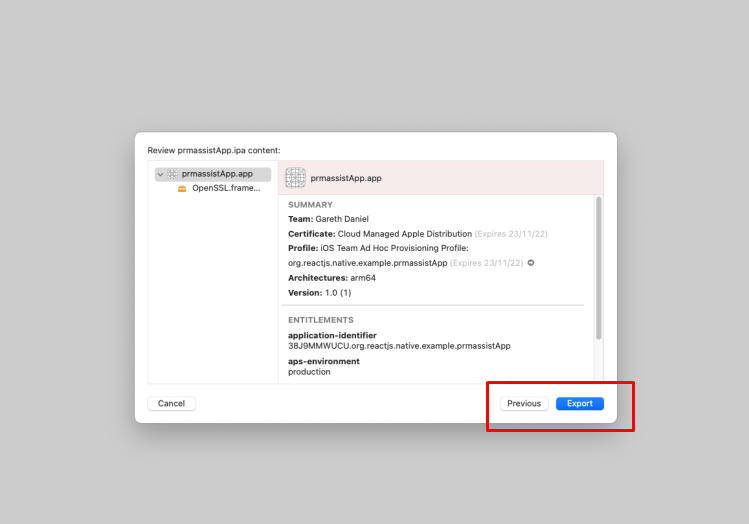 Review prmassistApp.ipa content:
prmassistApp.app
OpenSSL.frame...
prmassistApp.app
SUMMARY
Team: Gareth Daniel
Certificate: Cloud Managed Apple Distribution (Expires 23/11/22)
Profile: iOS Team Ad Hoc Provisioning Profile:
org.reactjs.native.example.prmassistApp (Expires 23/11/22)
Architectures: arm64
Version: 1.0 (1)
ENTITLEMENTS
application-identifier
38J9MMWUCU.org.reactjs.native.example.prmassistApp
aps-environment
production
Cancel
Previous
Export